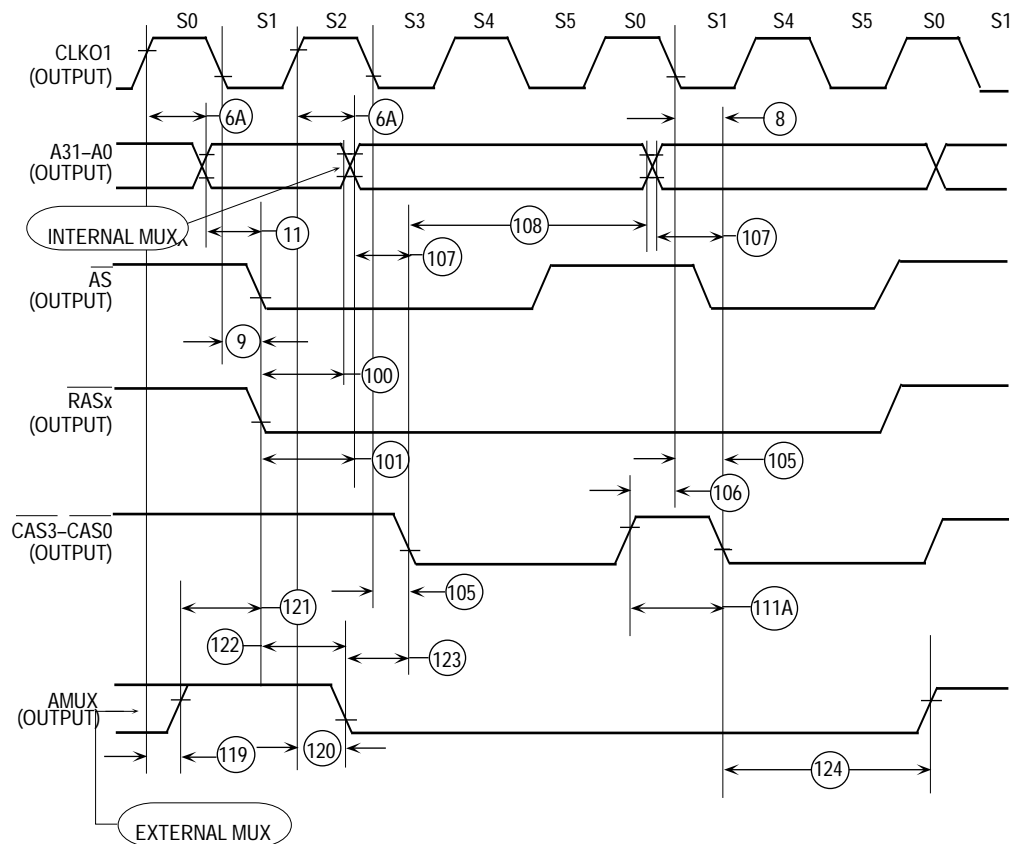 S0 S1 S2 S3 S4 S5 S0 S1 S4 S5 S0 S1
CLKO1
(OUTPUT)
6A 6A 8
A31–A0
(OUTPUT)
INTERNAL MUX
11 108 107 107
AS
(OUTPUT)
9
100
RASx
(OUTPUT)
101 105
106
CAS3–CAS0
(OUTPUT)
105
121 111A
122 123
AMUX
(OUTPUT)
119 120 124
EXTERNAL MUX